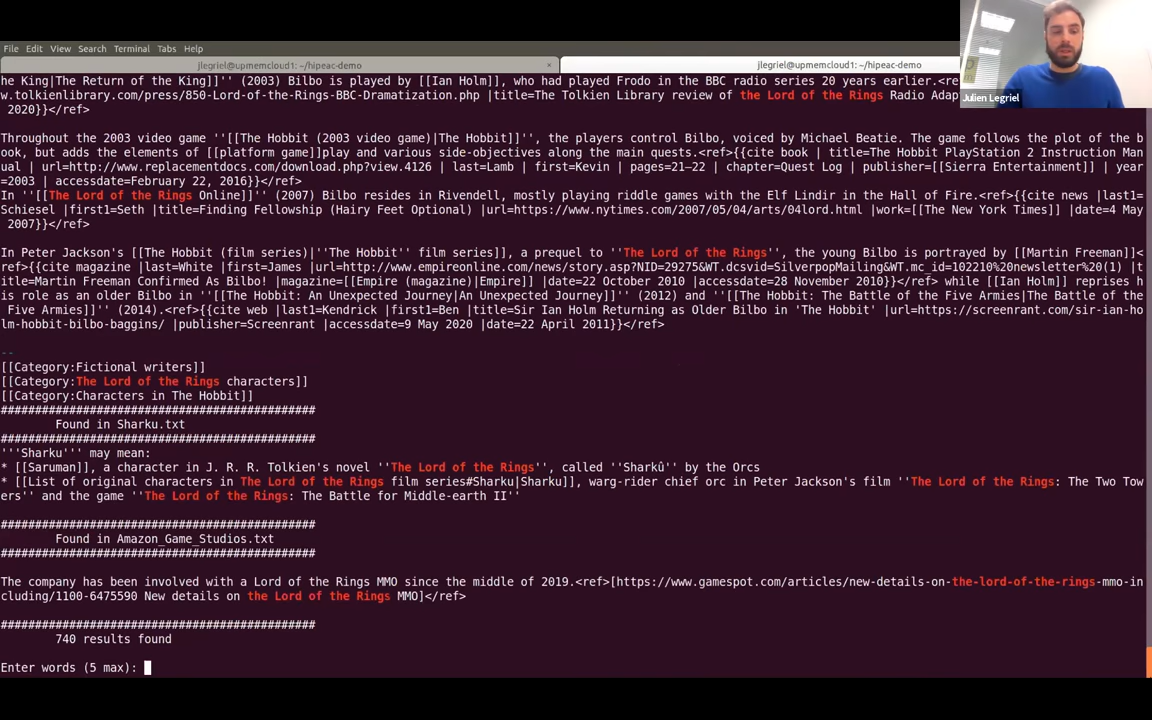 File Edit View Search Terminal Tabs Help
jlegriel@upmemcloud1: ~/hipeac-demo × jlegriel@upmemcloud1: ~/hipeac-demo
he King|The Return of the King]]'' (2003) Bilbo is played by [[Ian Holm]], who had played Frodo in the BBC radio series 20 years earlier.<re
w.tolkienlibrary.com/press/850-Lord-of-the-Rings-BBC-Dramatization.php |title=The Tolkien Library review of the Lord of the Rings Radio Adap
Julien Legriel
2020}}</ref>
Throughout the 2003 video game ''[[The Hobbit (2003 video game)|The Hobbit]]'', the players control Bilbo, voiced by Michael Beatie. The game follows the plot of the b
ook, but adds the elements of [[platform game]]play and various side-objectives along the main quests.<ref>{{cite book | title=The Hobbit PlayStation 2 Instruction Man
ual | url=http://www.replacementdocs.com/download.php?view.4126 | last=Lamb | first=Kevin | pages=21–22 | chapter=Quest Log | publisher=[[Sierra Entertainment]] | year
=2003 | accessdate=February 22, 2016}}</ref>
In ''[[The Lord of the Rings Online]]'' (2007) Bilbo resides in Rivendell, mostly playing riddle games with the Elf Lindir in the Hall of Fire.<ref>{{cite news |last1=
Schiesel |first1=Seth |title=Finding Fellowship (Hairy Feet Optional) |url=https://www.nytimes.com/2007/05/04/arts/04lord.html |work=[[The New York Times]] |date=4 May
2007}}</ref>
In Peter Jackson's [[The Hobbit (film series)|''The Hobbit'' film series]], a prequel to ''The Lord of the Rings'', the young Bilbo is portrayed by [[Martin Freeman]]<
ref>{{cite magazine |last=White |first=James |url=http://www.empireonline.com/news/story.asp?NID=29275&WT.dcsvid=SilverpopMailing&WT.mc_id=102210%20newsletter%20(1) |t
itle=Martin Freeman Confirmed As Bilbo! |magazine=[[Empire (magazine)|Empire]] |date=22 October 2010 |accessdate=28 November 2010}}</ref> while [[Ian Holm]] reprises h
is role as an older Bilbo in ''[[The Hobbit: An Unexpected Journey|An Unexpected Journey]]'' (2012) and ''[[The Hobbit: The Battle of the Five Armies|The Battle of the
Five Armies]]'' (2014).<ref>{{cite web |last1=Kendrick |first1=Ben |title=Sir Ian Holm Returning as Older Bilbo in 'The Hobbit' |url=https://screenrant.com/sir-ian-ho
lm-hobbit-bilbo-baggins/ |publisher=Screenrant |accessdate=9 May 2020 |date=22 April 2011}}</ref>
--
[[Category:Fictional writers]]
[[Category:The Lord of the Rings characters]]
[[Category:Characters in The Hobbit]]
##############################################
Found in Sharku.txt
##############################################
'''Sharku''' may mean:
* [[Saruman]], a character in J. R. R. Tolkien's novel ''The Lord of the Rings'', called ''Sharkû'' by the Orcs
* [[List of original characters in The Lord of the Rings film series#Sharku|Sharku]], warg-rider chief orc in Peter Jackson's film ''The Lord of the Rings: The Two Tow
ers'' and the game ''The Lord of the Rings: The Battle for Middle-earth II''
##############################################
Found in Amazon_Game_Studios.txt
##############################################
The company has been involved with a Lord of the Rings MMO since the middle of 2019.<ref>[https://www.gamespot.com/articles/new-details-on-the-lord-of-the-rings-mmo-in
cluding/1100-6475590 New details on the Lord of the Rings MMO]</ref>
##############################################
740 results found
Enter words (5 max):